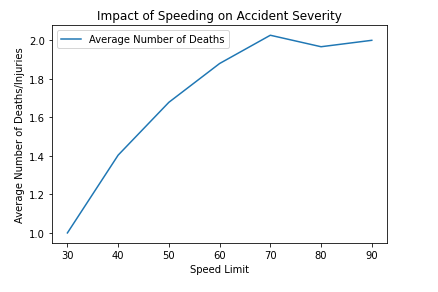 Impact of Speeding on Accident Severity
Average Number of Deaths
Average Number of Deaths/Injuries
2.0
1.8
1.6
1.4
1.2
1.0
30 40 50 60 70 80 90
Speed Limit